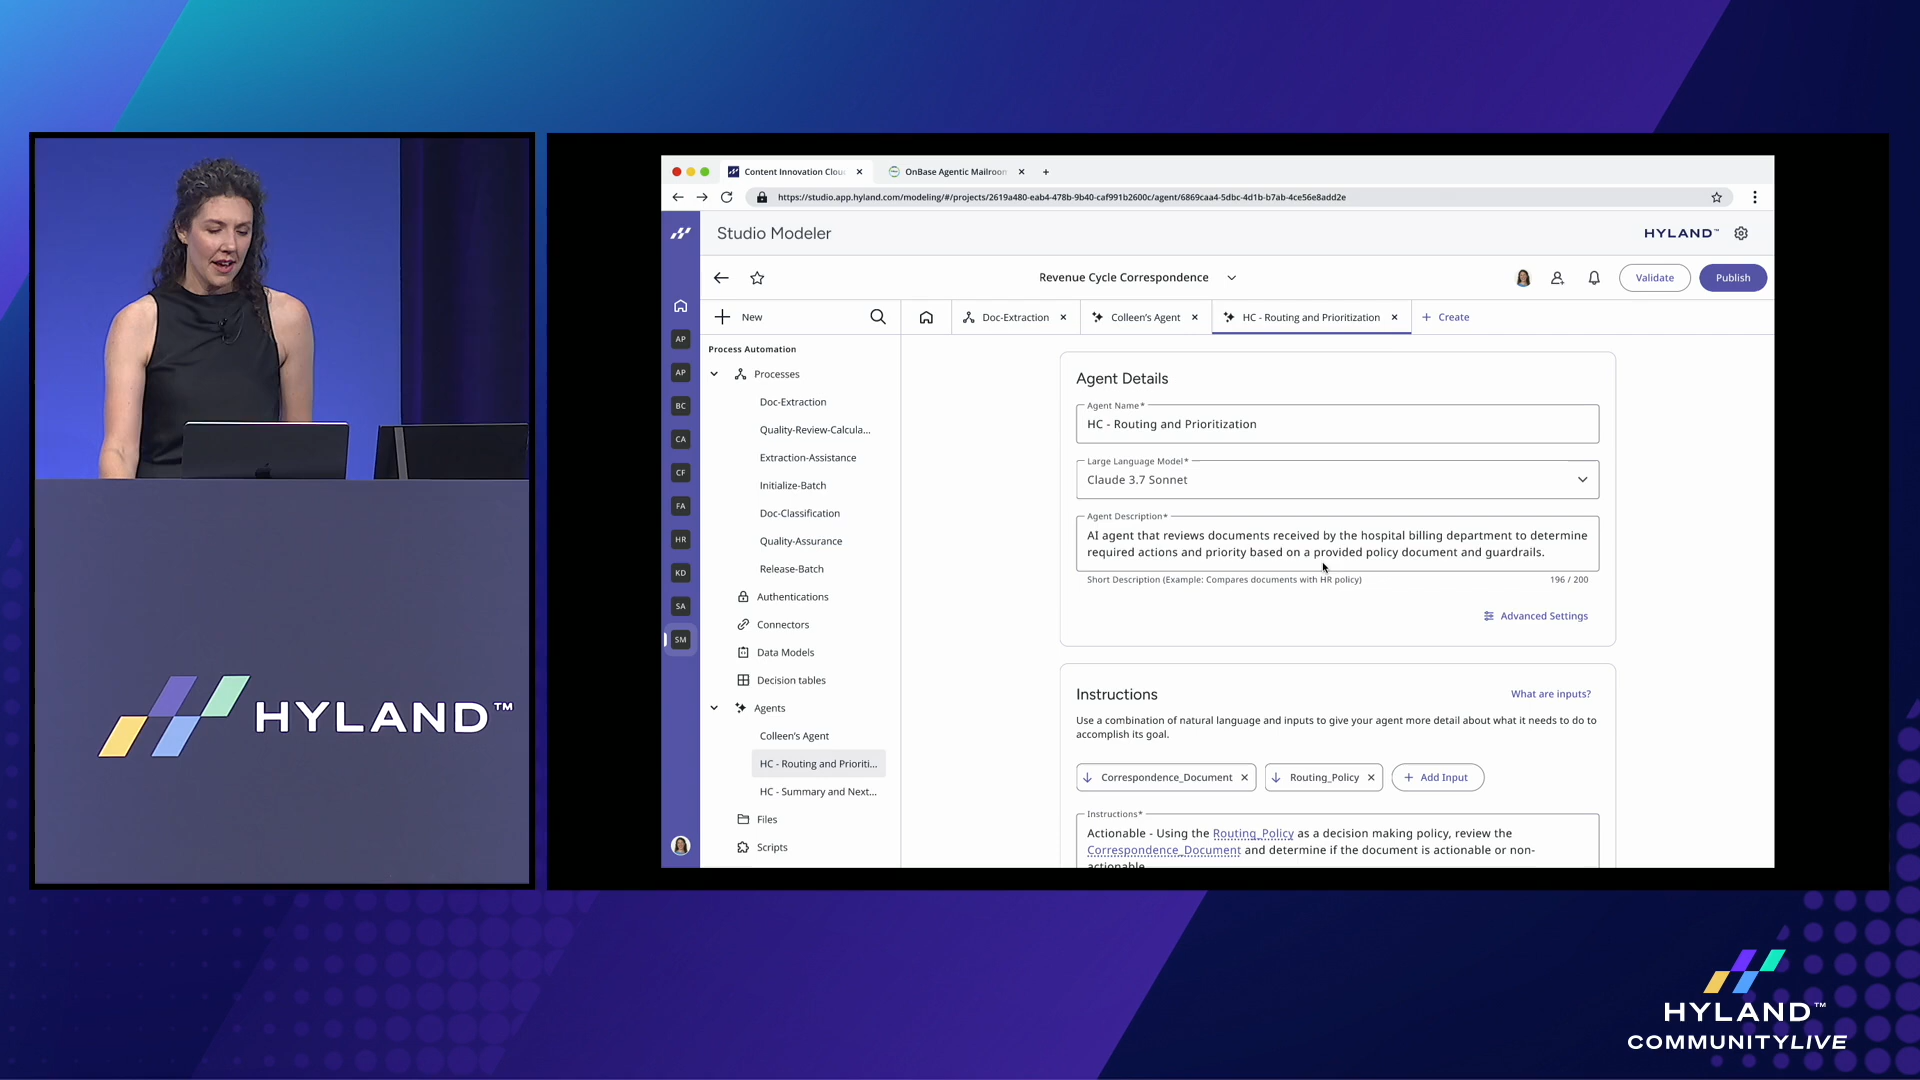 Content Innovation Clou
OnBase Agentic Mailroom
https://studio.app.hyland.com/modeling/#/projects/2619a480-eab4-478b-9b40-caf991b2600c/agent/6869caa4-5dbc-4d1b-b7ab-4ce56e8add2e
Studio Modeler
HYLAND™
Revenue Cycle Correspondence
Validate
Publish
New
Doc-Extraction
Colleen's Agent
HC - Routing and Prioritization
+ Create
AP
AP
BC
CA
CF
FA
HR
KD
SA
SM
Process Automation
Processes
Doc-Extraction
Quality-Review-Calcula...
Extraction-Assistance
Initialize-Batch
Doc-Classification
Quality-Assurance
Release-Batch
Authentications
Connectors
Data Models
Decision tables
Agents
Colleen's Agent
HC - Routing and Prioriti...
HC - Summary and Next...
Files
Scripts
Agent Details
Agent Name*
HC - Routing and Prioritization
Large Language Model*
Claude 3.7 Sonnet
Agent Description*
AI agent that reviews documents received by the hospital billing department to determine
required actions and priority based on a provided policy document and guardrails.
Short Description (Example: Compares documents with HR policy)
196 / 200
Advanced Settings
Instructions
What are inputs?
Use a combination of natural language and inputs to give your agent more detail about what it needs to do to
accomplish its goal.
Correspondence_Document
Routing_Policy
+ Add Input
Instructions*
Actionable - Using the Routing_Policy as a decision making policy, review the
Correspondence_Document and determine if the document is actionable or non-
actionable
HYLAND™
HYLAND™
COMMUNITYLIVE